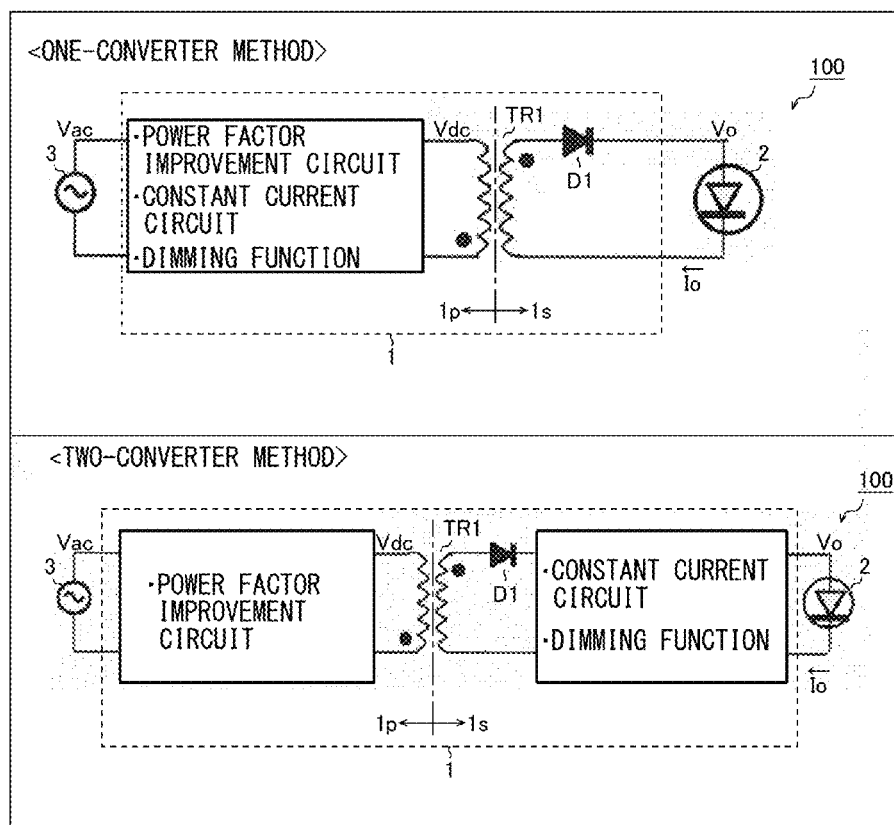 <ONE-CONVERTER METHOD>
100
Vac
Vdc
TR1
Vo
3
2
・POWER FACTOR
IMPROVEMENT CIRCUIT
・CONSTANT CURRENT
CIRCUIT
・DIMMING FUNCTION
D1
Io
1p
1s
1
<TWO-CONVERTER METHOD>
100
Vac
Vdc
TR1
Vo
3
2
・POWER FACTOR
IMPROVEMENT
CIRCUIT
D1
・CONSTANT CURRENT
CIRCUIT
・DIMMING FUNCTION
Io
1p
1s
1